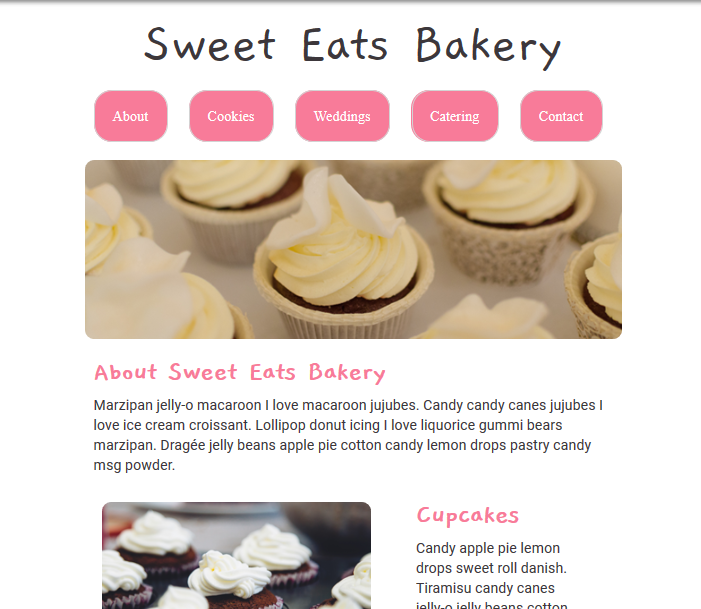 Sweet Eats Bakery
About Cookies Weddings Catering Contact
About Sweet Eats Bakery
Marzipan jelly-o macaroon I love macaroon jujubes. Candy candy canes jujubes I
love ice cream croissant. Lollipop donut icing I love liquorice gummi bears
marzipan. Dragée jelly beans apple pie cotton candy lemon drops pastry candy
msg powder.
Cupcakes
Candy apple pie lemon
drops sweet roll danish.
Tiramisu candy canes
jelly-o jelly beans cotton